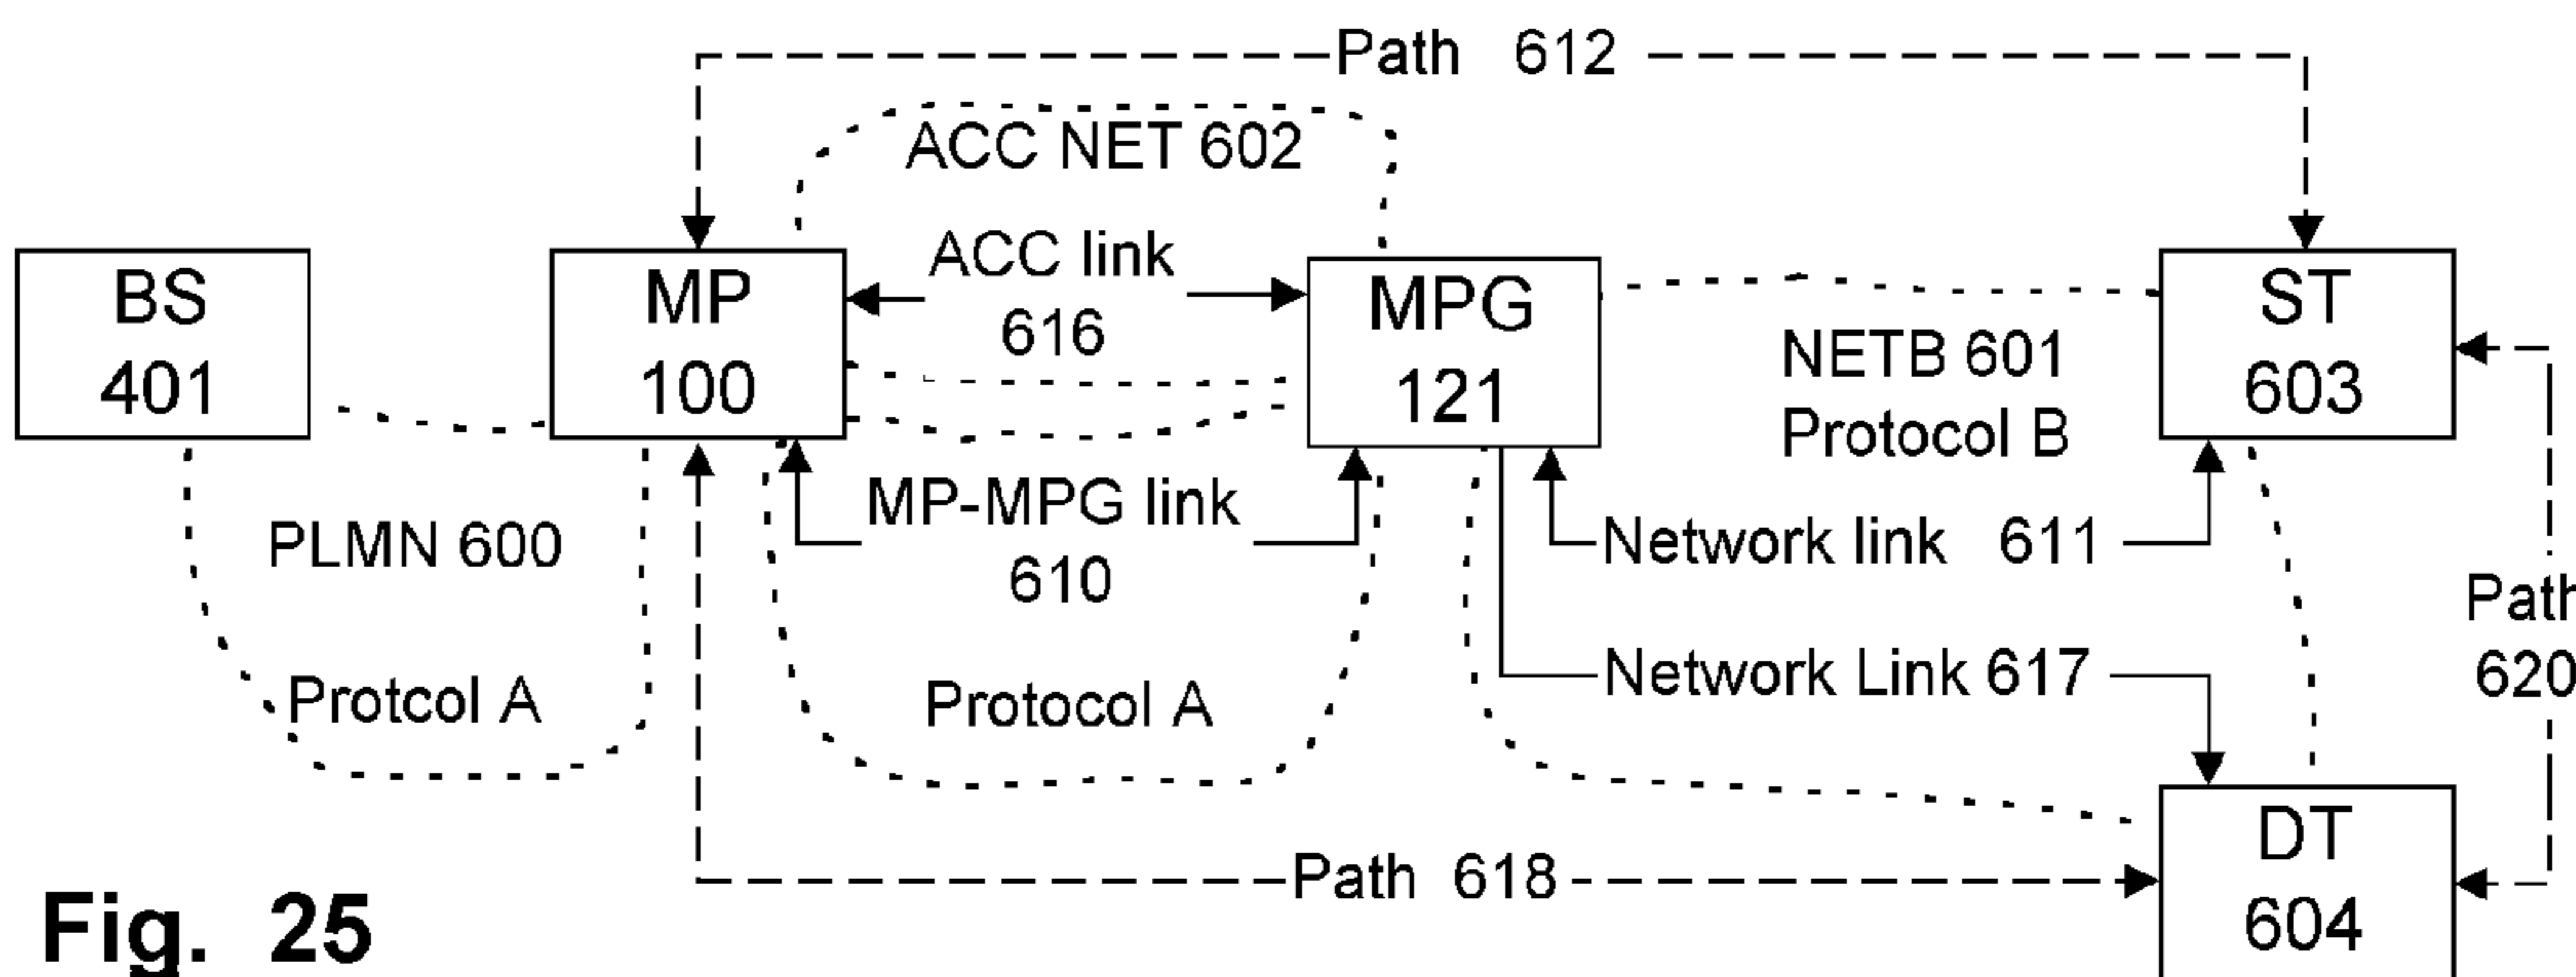 Path 612
ACC NET 602
BS
401
MP
100
ACC link
616
MPG
121
NETB 601
Protocol B
ST
603
PLMN 600
Protcol A
MP-MPG link
610
Protocol A
Network link 611
Network Link 617
Path
620
Path 618
DT
604
Fig. 25